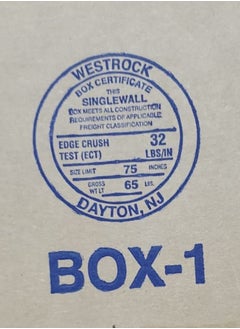 WESTROCK
BOX CERTIFICATE
THIS
SINGLEWALL
BOX MEETS ALL CONSTRUCTION
REQUIREMENTS OF APPLICABLE
FREIGHT CLASSIFICATION
EDGE CRUSH 32
TEST (ECT) LBS/IN
SIZE LIMIT 75 INCHES
GROSS
WT LT 65 LBS.
DAYTON, NJ
BOX-1